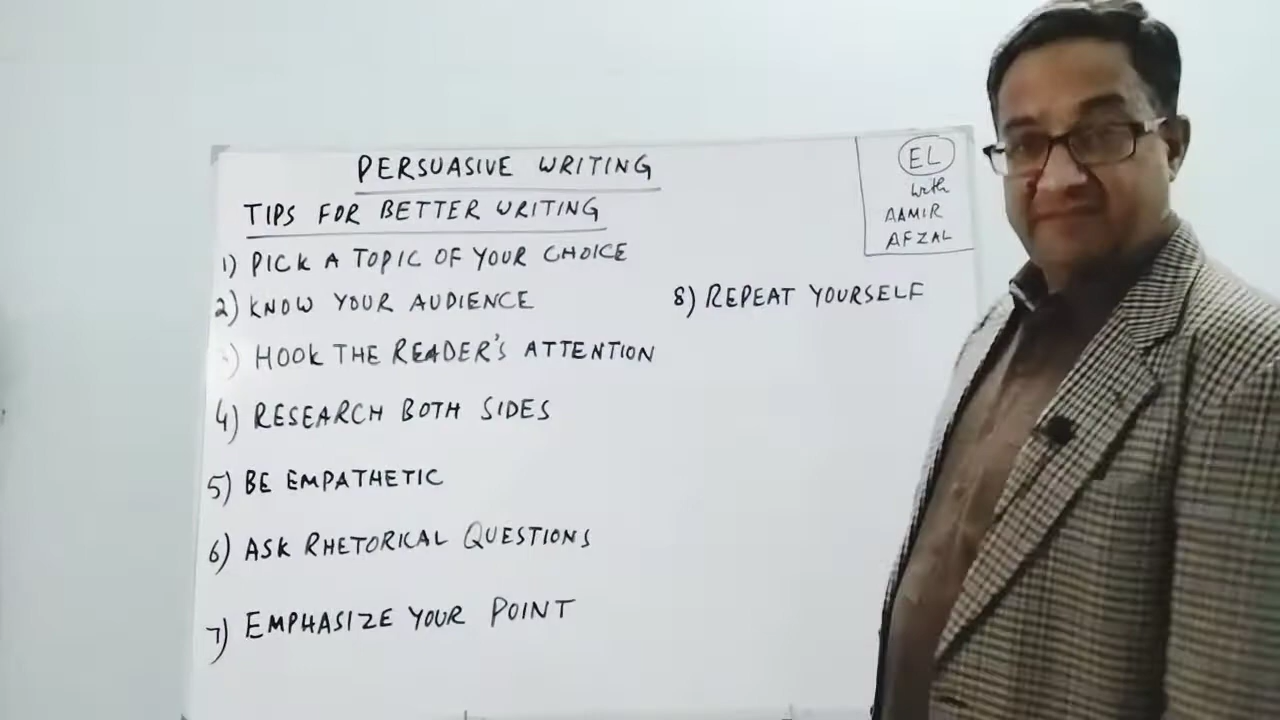 PERSUASIVE WRITING
TIPS FOR BETTER WRITING
1) PICK A TOPIC OF YOUR CHOICE
2) KNOW YOUR AUDIENCE
3) HOOK THE READER'S ATTENTION
4) RESEARCH BOTH SIDES
5) BE EMPATHETIC
6) ASK RHETORICAL QUESTIONS
7) EMPHASIZE YOUR POINT
8) REPEAT YOURSELF
EL
with
AAMIR
AFZAL